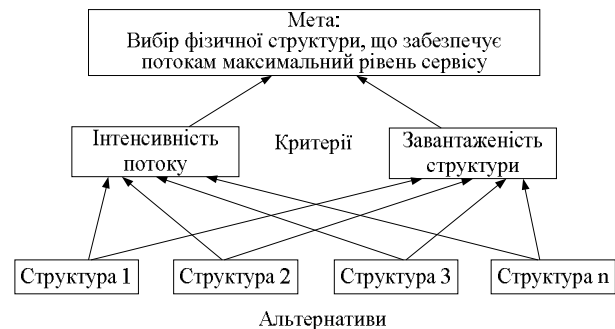 Мета:
Вибір фізичної структури, що забезпечує
потокам максимальний рівень сервісу
Інтенсивність
потоку
Критерії
Завантаженість
структури
Структура 1
Структура 2
Структура 3
Структура n
Альтернативи